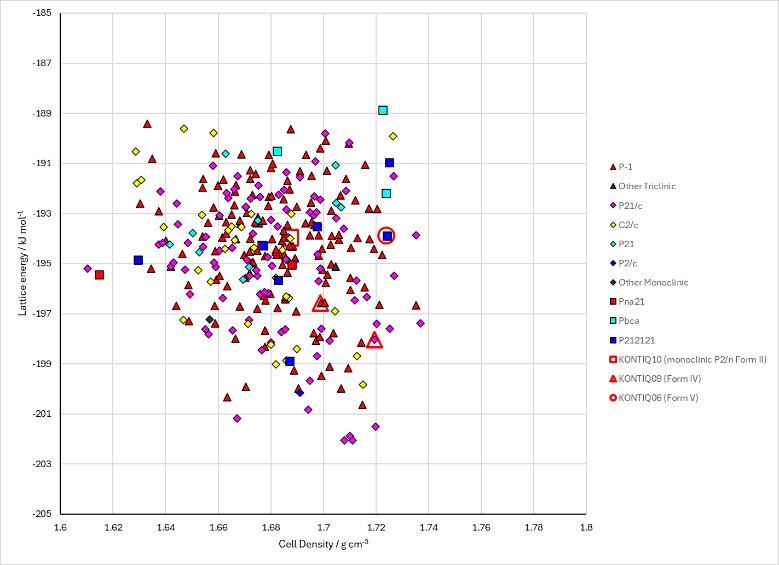 -185
-187
-189
-191
-193
-195
-197
-199
-201
-203
-205
Lattice energy / kJ mol⁻¹
1.6 1.62 1.64 1.66 1.68 1.7 1.72 1.74 1.76 1.78 1.8
Cell Density / g cm⁻³
P-1
Other Triclinic
P21/c
C2/c
P21
P2/c
Other Monoclinic
Pna21
Pbca
P212121
KONTIQ10 (monoclinic P2/n Form II)
KONTIQ09 (Form IV)
KONTIQ06 (Form V)